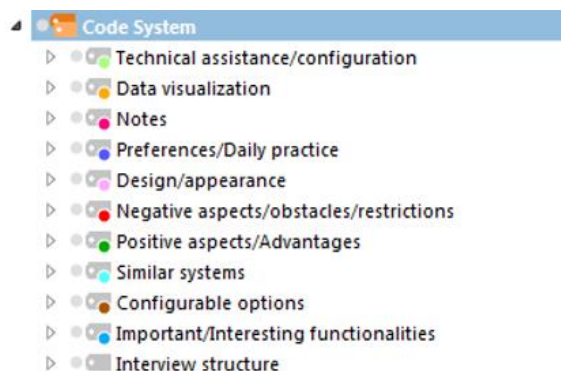 Code System
Technical assistance/configuration
Data visualization
Notes
Preferences/Daily practice
Design/appearance
Negative aspects/obstacles/restrictions
Positive aspects/Advantages
Similar systems
Configurable options
Important/Interesting functionalities
Interview structure